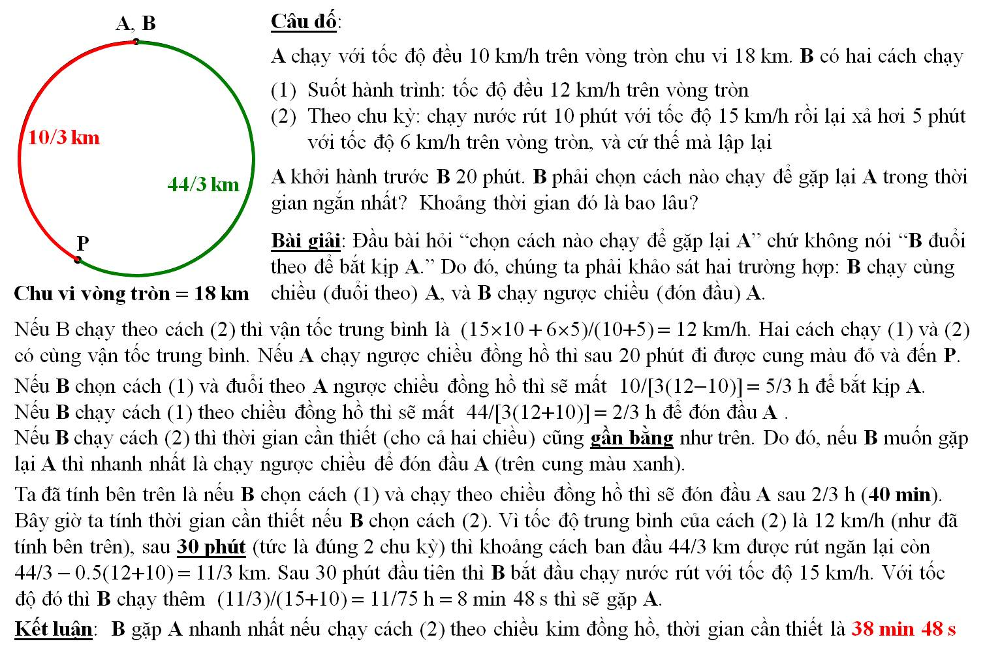 A, B
10/3 km
44/3 km
P
Chu vi vòng tròn = 18 km
Câu đố:
A chạy với tốc độ đều 10 km/h trên vòng tròn chu vi 18 km. B có hai cách chạy
(1) Suốt hành trình: tốc độ đều 12 km/h trên vòng tròn
(2) Theo chu kỳ: chạy nước rút 10 phút với tốc độ 15 km/h rồi lại xả hơi 5 phút
với tốc độ 6 km/h trên vòng tròn, và cứ thế mà lập lại
A khởi hành trước B 20 phút. B phải chọn cách nào chạy để gặp lại A trong thời
gian ngắn nhất? Khoảng thời gian đó là bao lâu?
Bài giải: Đầu bài hỏi “chọn cách nào chạy để gặp lại A” chứ không nói “B đuổi
theo để bắt kịp A.” Do đó, chúng ta phải khảo sát hai trường hợp: B chạy cùng
chiều (đuổi theo) A, và B chạy ngược chiều (đón đầu) A.
Nếu B chạy theo cách (2) thì vận tốc trung bình là (15×10 + 6×5)/(10+5) = 12 km/h. Hai cách chạy (1) và (2)
có cùng vận tốc trung bình. Nếu A chạy ngược chiều đồng hồ thì sau 20 phút đi được cung màu đỏ và đến P.
Nếu B chọn cách (1) và đuổi theo A ngược chiều đồng hồ thì sẽ mất 10/[3(12−10)] = 5/3 h để bắt kịp A.
Nếu B chạy cách (1) theo chiều đồng hồ thì sẽ mất 44/[3(12+10)] = 2/3 h để đón đầu A .
Nếu B chạy cách (2) thì thời gian cần thiết (cho cả hai chiều) cũng gần bằng như trên. Do đó, nếu B muốn gặp
lại A thì nhanh nhất là chạy ngược chiều để đón đầu A (trên cung màu xanh).
Ta đã tính bên trên là nếu B chọn cách (1) và chạy theo chiều đồng hồ thì sẽ đón đầu A sau 2/3 h (40 min).
Bây giờ ta tính thời gian cần thiết nếu B chọn cách (2). Vì tốc độ trung bình của cách (2) là 12 km/h (như đã
tính bên trên), sau 30 phút (tức là đúng 2 chu kỳ) thì khoảng cách ban đầu 44/3 km được rút ngăn lại còn
44/3 − 0.5(12+10) = 11/3 km. Sau 30 phút đầu tiên thì B bắt đầu chạy nước rút với tốc độ 15 km/h. Với tốc
độ đó thì B chạy thêm (11/3)/(15+10) = 11/75 h = 8 min 48 s thì sẽ gặp A.
Kết luận: B gặp A nhanh nhất nếu chạy cách (2) theo chiều kim đồng hồ, thời gian cần thiết là 38 min 48 s